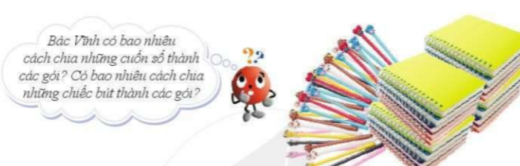 Bác Vĩnh có bao nhiêu
cách chia những cuốn sổ thành
các gói? Có bao nhiêu cách chia
những chiếc bút thành các gói?
??